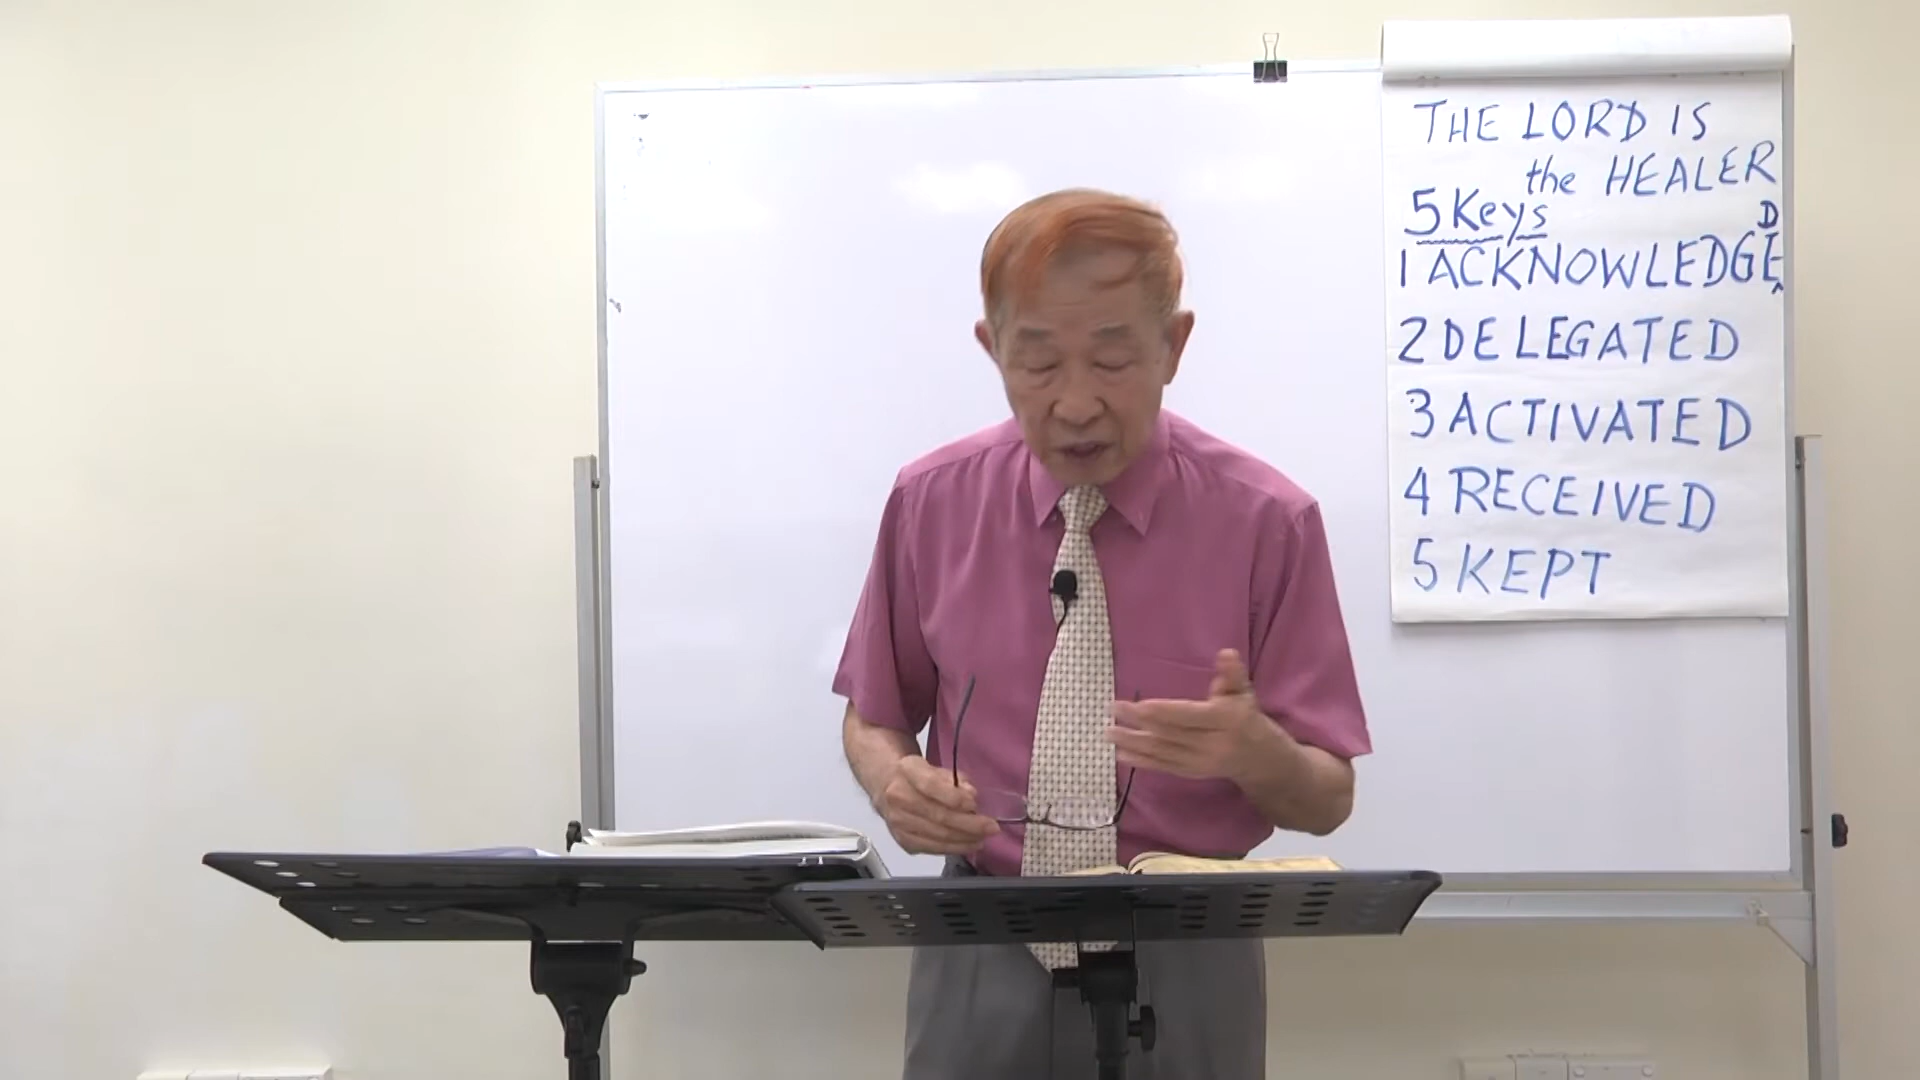 THE LORD IS
the HEALER
5 Keys
1 ACKNOWLEDGED
2 DELEGATED
3 ACTIVATED
4 RECEIVED
5 KEPT